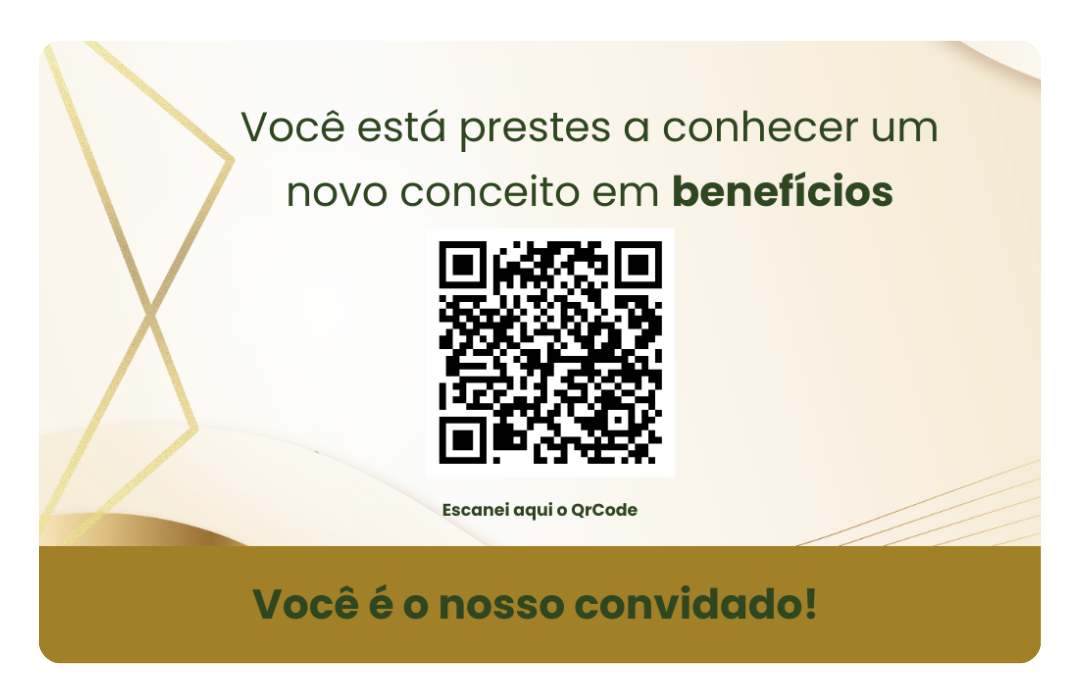 Você está prestes a conhecer um
novo conceito em benefícios
Escanei aqui o QrCode
Você é o nosso convidado!